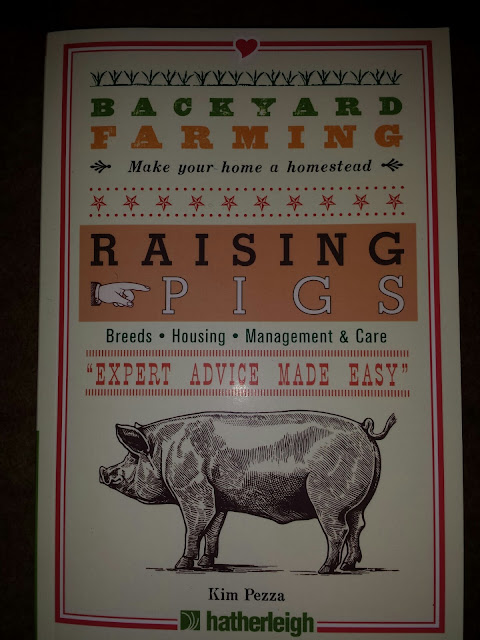 BACKYARD
FARMING
Make your home a homestead
RAISING
PIGS
Breeds • Housing • Management & Care
"EXPERT ADVICE MADE EASY"
Kim Pezza
hatherleigh